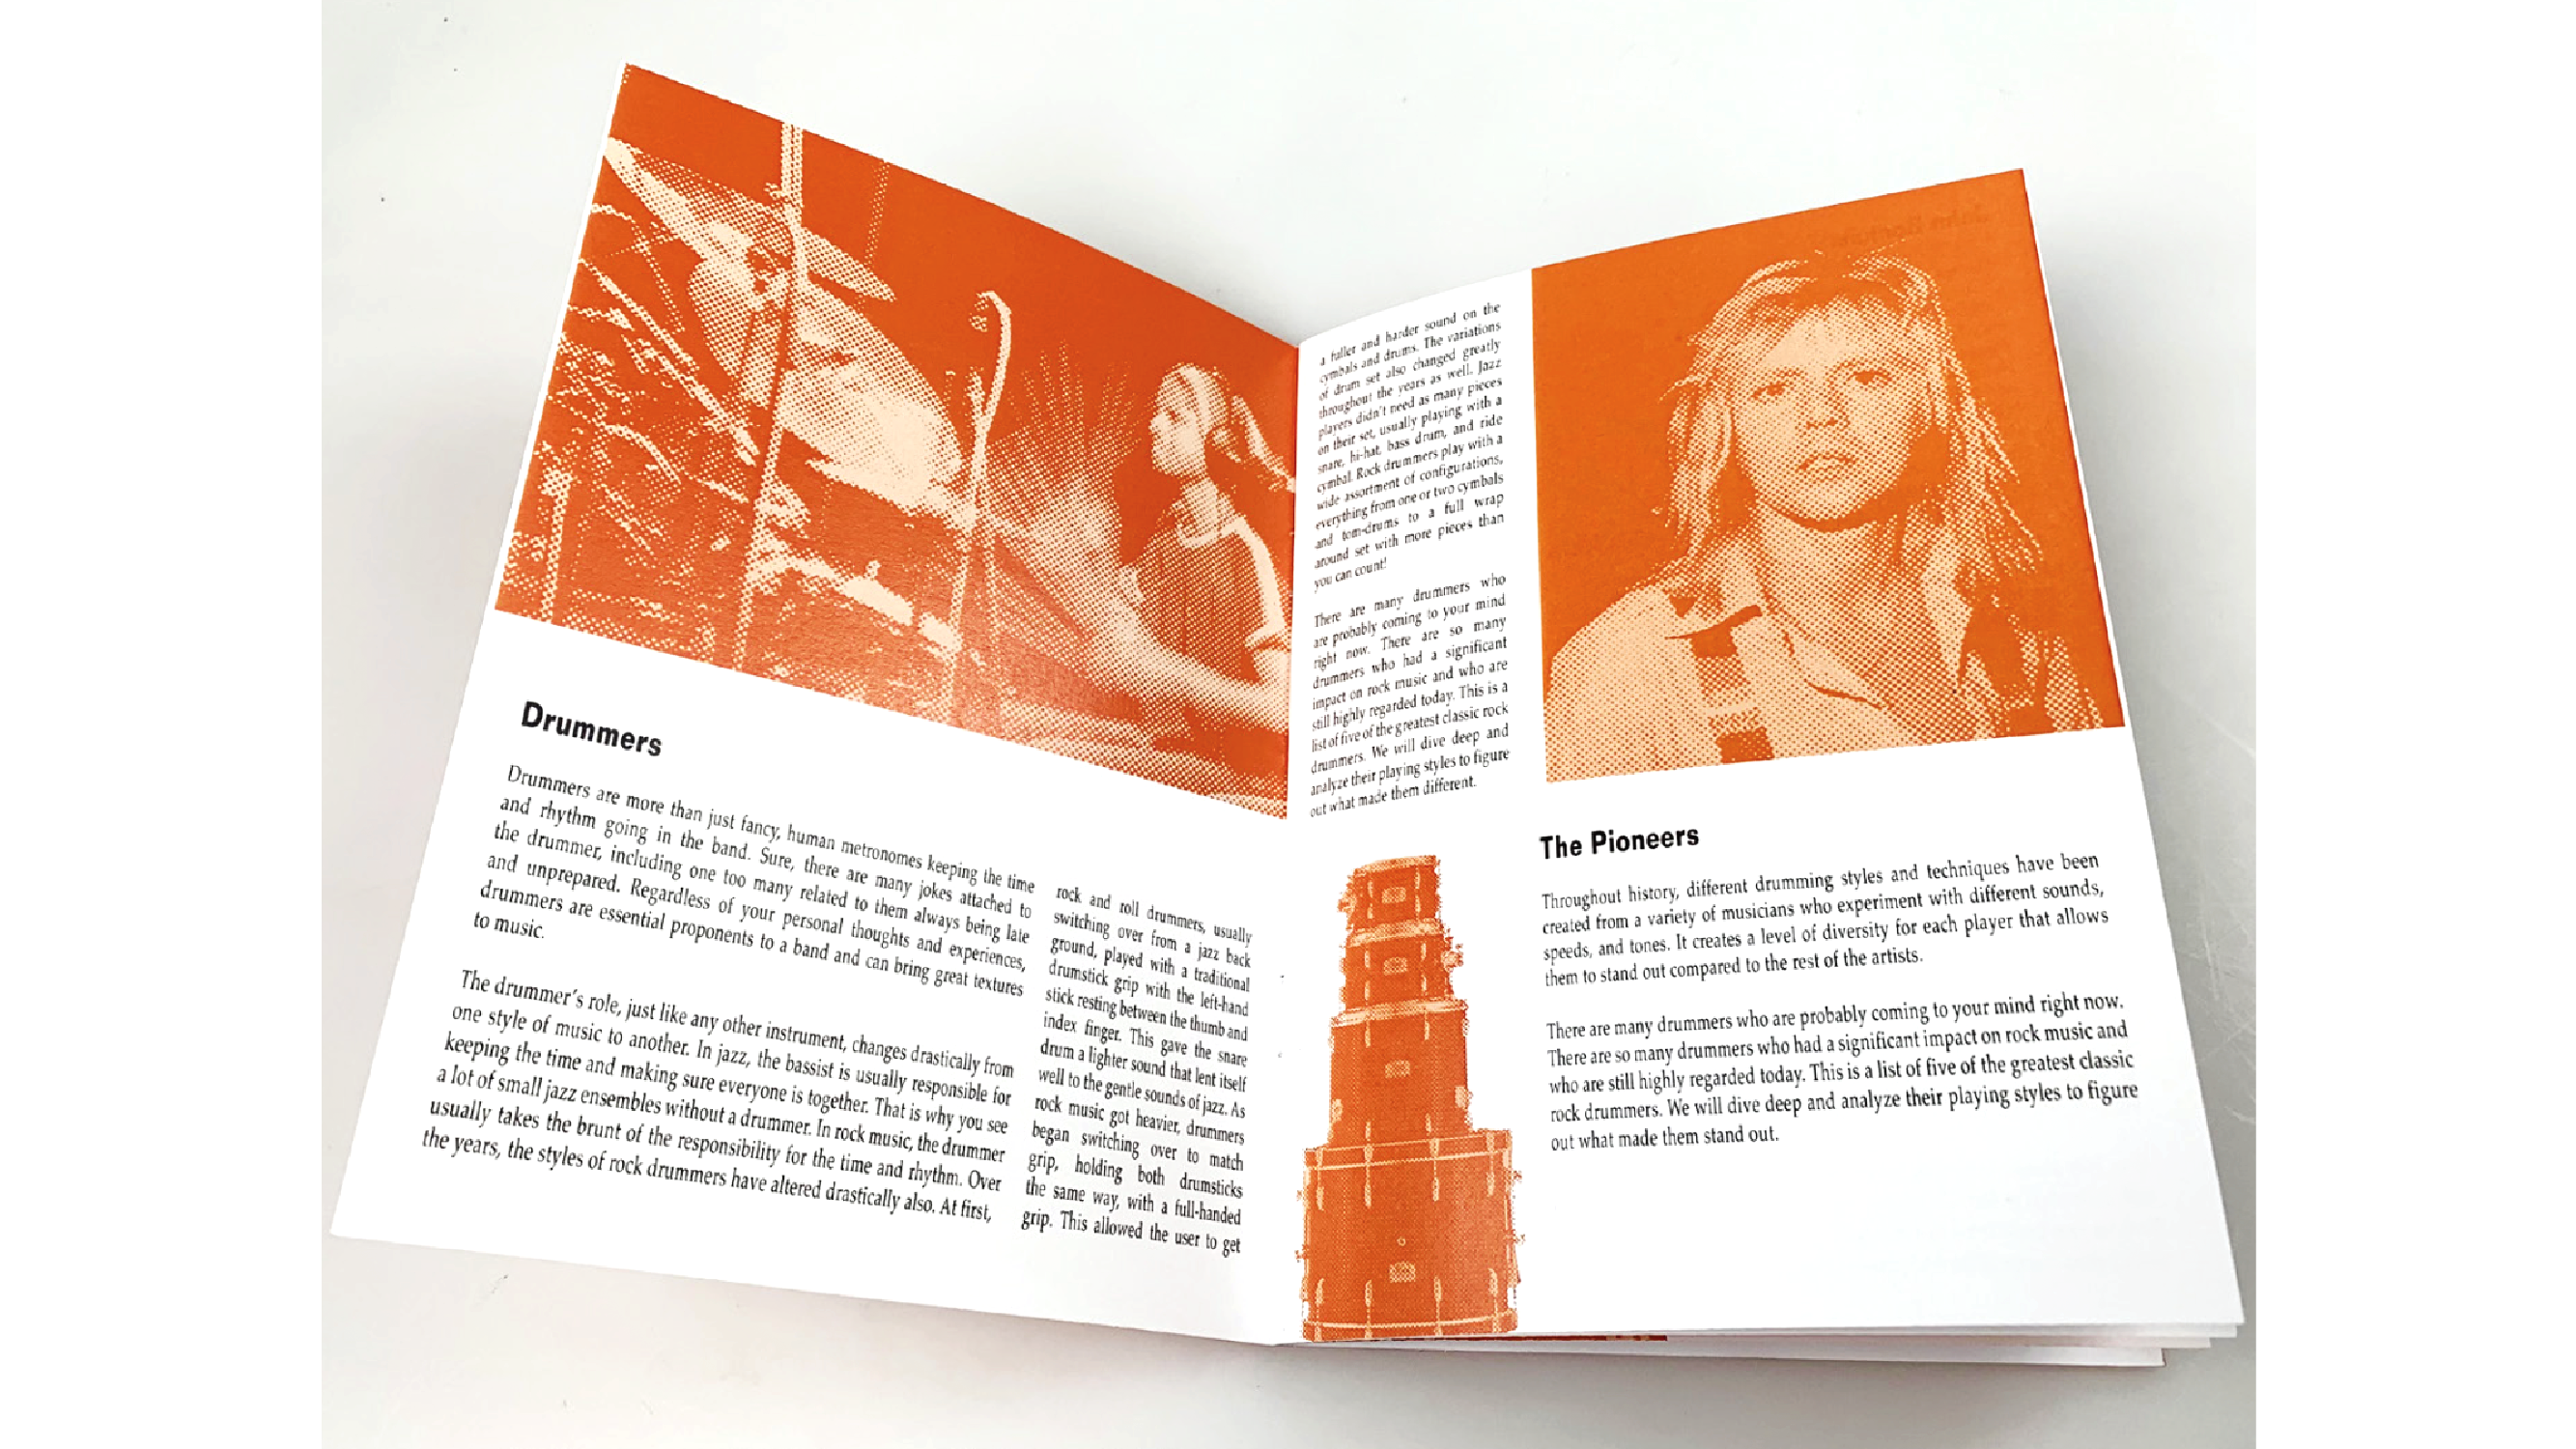 Drummers
Drummers are more than just fancy, human metronomes keeping the time
and rhythm going in the band. Sure, there are many jokes attached to
the drummer, including one too many related to them always being late
and unprepared. Regardless of your personal thoughts and experiences,
drummers are essential proponents to a band and can bring great textures
to music.
The drummer's role, just like any other instrument, changes drastically from
one style of music to another. In jazz, the bassist is usually responsible for
keeping the time and making sure everyone is together. That is why you see
a lot of small jazz ensembles without a drummer. In rock music, the drummer
usually takes the brunt of the responsibility for the time and rhythm. Over
the years, the styles of rock drummers have altered drastically also. At first,
rock and roll drummers, usually
switching over from a jazz back
ground, played with a traditional
drumstick grip with the left-hand
stick resting between the thumb and
index finger. This gave the snare
drum a lighter sound that lent itself
well to the gentle sounds of jazz. As
rock music got heavier, drummers
began switching over to match
grip, holding both drumsticks
the same way, with a full-handed
grip. This allowed the user to get
a fuller and harder sound on the
cymbals and drums. The variations
of drum set also changed greatly
throughout the years as well. Jazz
players didn't need as many pieces
on their set, usually playing with a
snare, hi-hat, bass drum, and ride
cymbal. Rock drummers play with a
wide assortment of configurations,
everything from one or two cymbals
and tom-drums to a full wrap
around set with more pieces than
you can count!
There are many drummers who
are probably coming to your mind
right now. There are so many
drummers who had a significant
impact on rock music and who are
still highly regarded today. This is a
list of five of the greatest classic rock
drummers. We will dive deep and
analyze their playing styles to figure
out what made them different.
The Pioneers
Throughout history, different drumming styles and techniques have been
created from a variety of musicians who experiment with different sounds,
speeds, and tones. It creates a level of diversity for each player that allows
them to stand out compared to the rest of the artists.
There are many drummers who are probably coming to your mind right now.
There are so many drummers who had a significant impact on rock music and
who are still highly regarded today. This is a list of five of the greatest classic
rock drummers. We will dive deep and analyze their playing styles to figure
out what made them stand out.